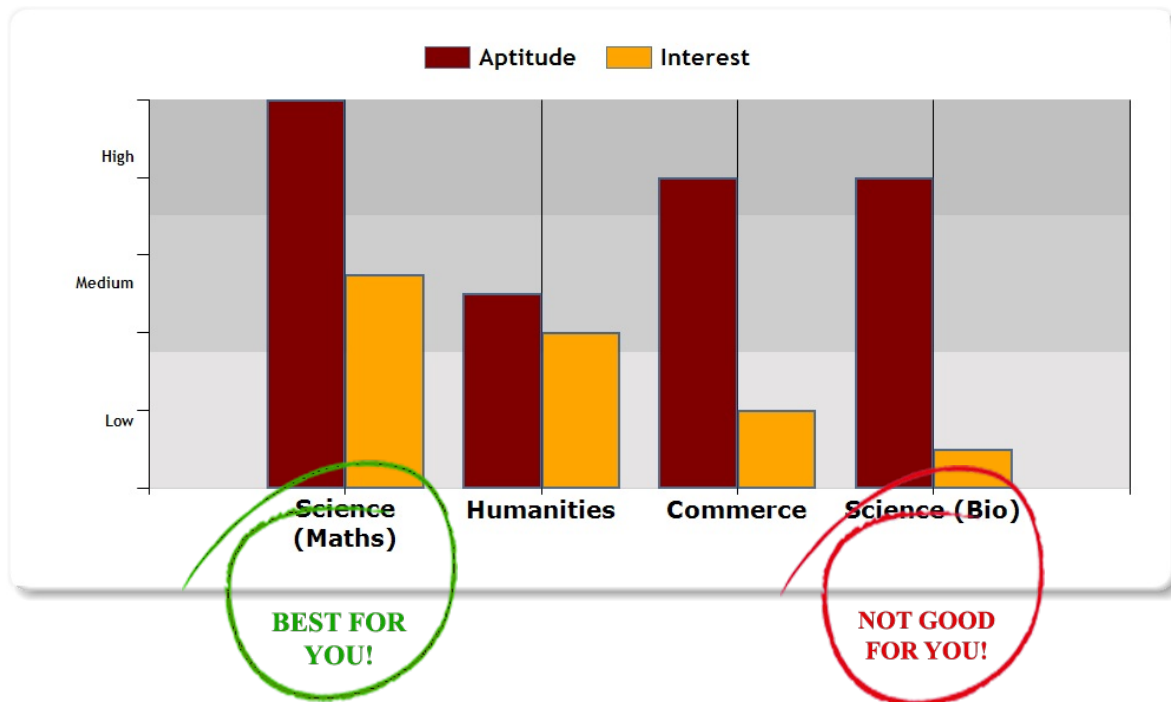 Aptitude Interest
High
Medium
Low
Science
(Maths)
Humanities
Commerce
Science (Bio)
BEST FOR
YOU!
NOT GOOD
FOR YOU!